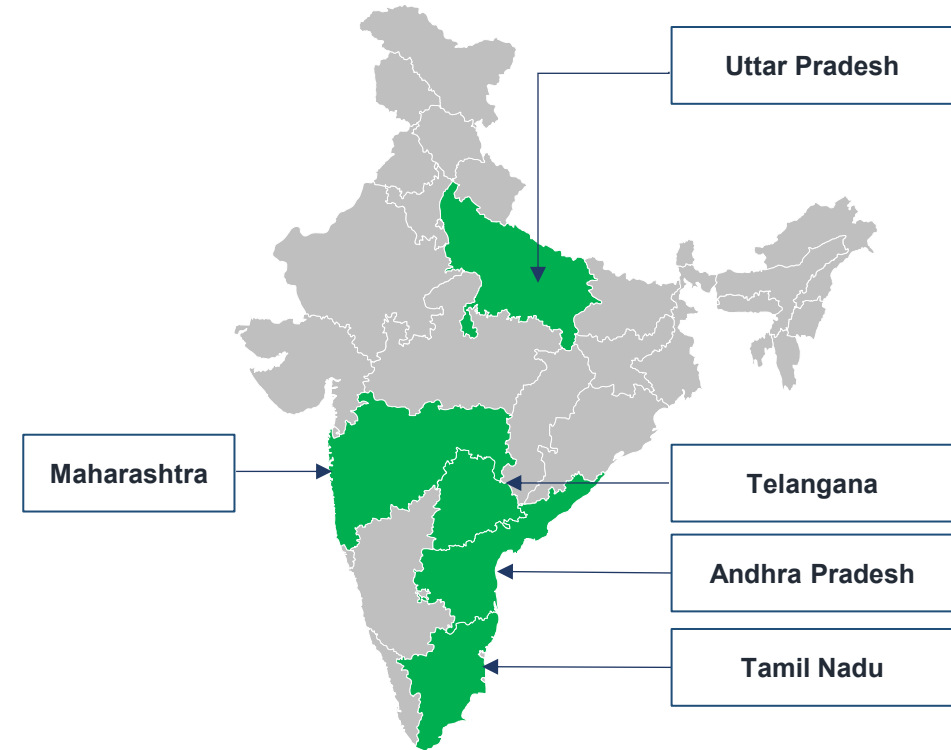 Uttar Pradesh
Maharashtra
Telangana
Andhra Pradesh
Tamil Nadu